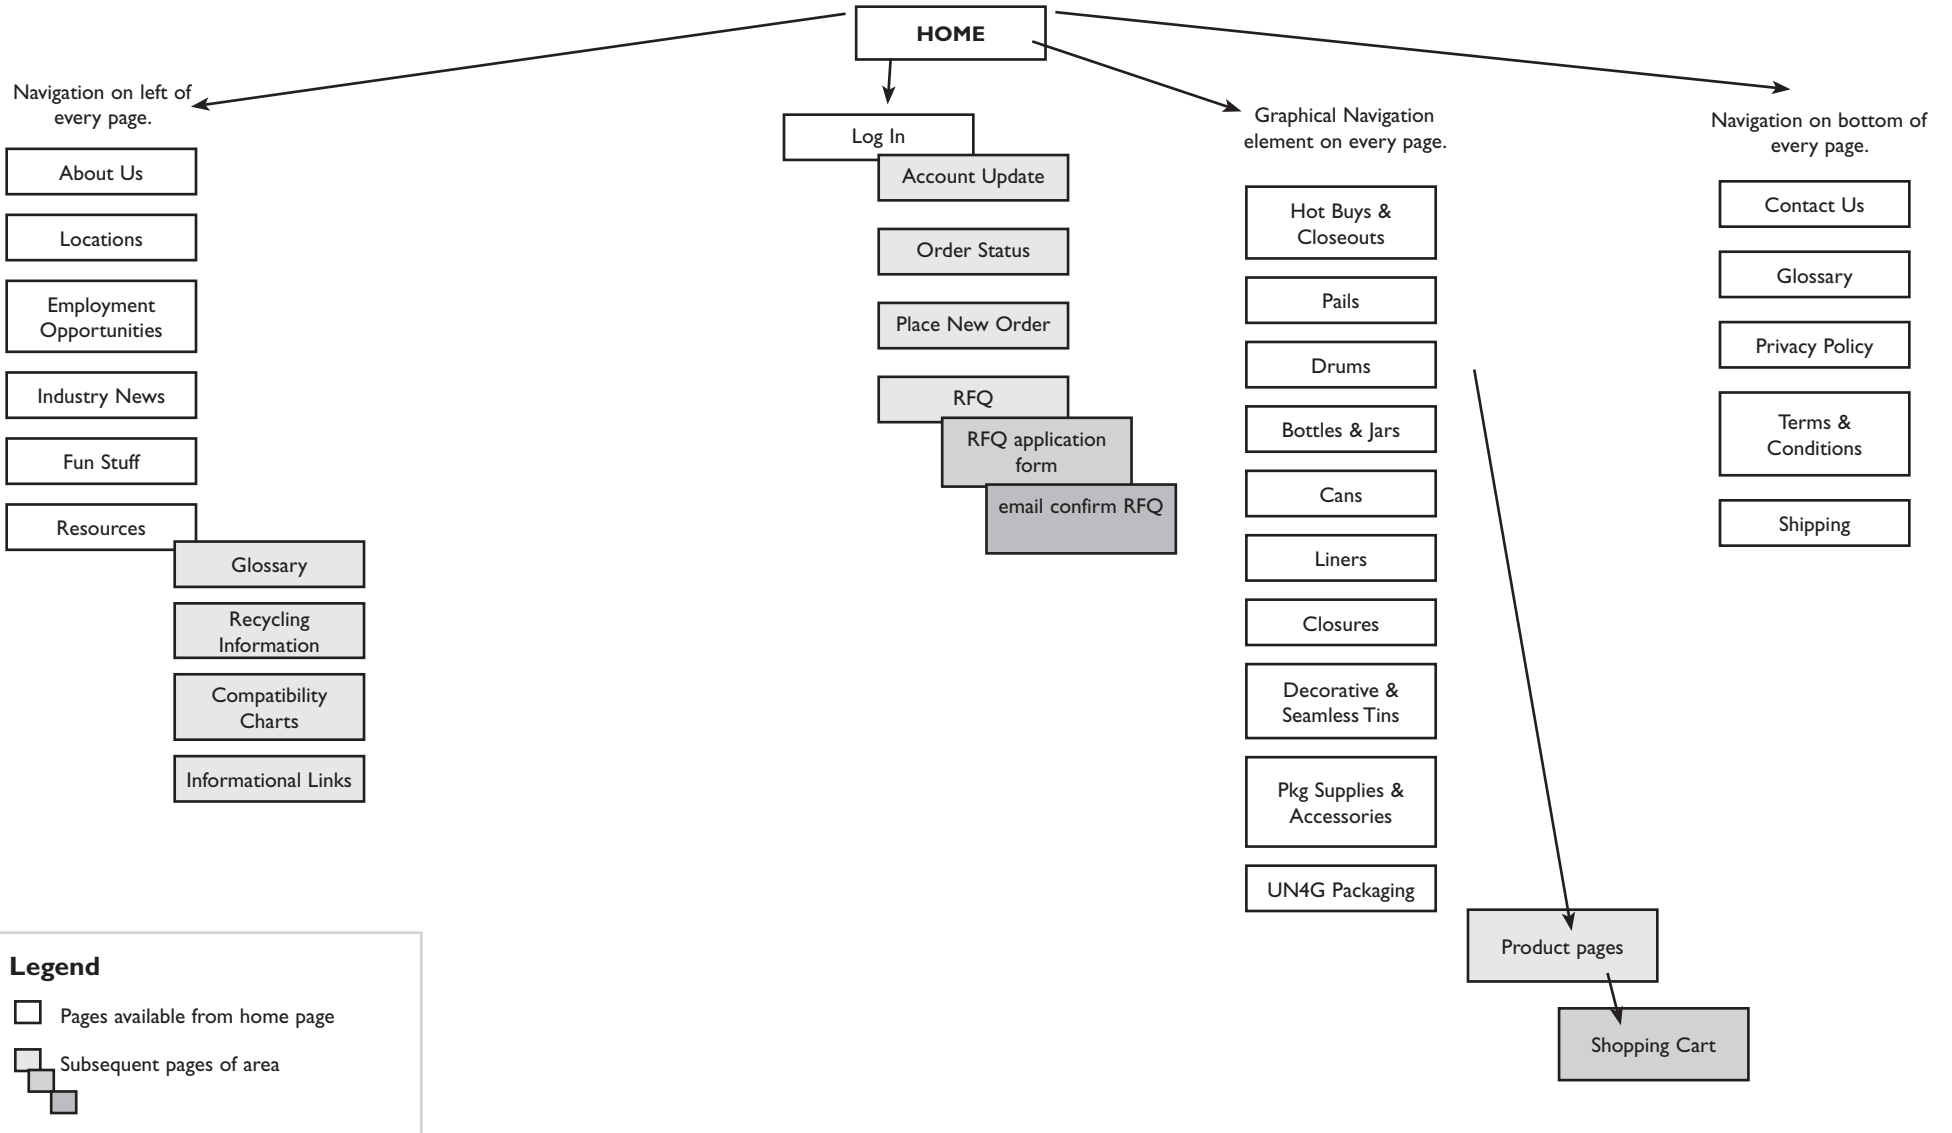 HOME
Navigation on left of
every page.
About Us
Locations
Employment
Opportunities
Industry News
Fun Stuff
Resources
Glossary
Recycling
Information
Compatibility
Charts
Informational Links
Log In
Account Update
Order Status
Place New Order
RFQ
RFQ application
form
email confirm RFQ
Graphical Navigation
element on every page.
Hot Buys &
Closeouts
Pails
Drums
Bottles & Jars
Cans
Liners
Closures
Decorative &
Seamless Tins
Pkg Supplies &
Accessories
UN4G Packaging
Product pages
Shopping Cart
Navigation on bottom of
every page.
Contact Us
Glossary
Privacy Policy
Terms &
Conditions
Shipping
Legend
Pages available from home page
Subsequent pages of area